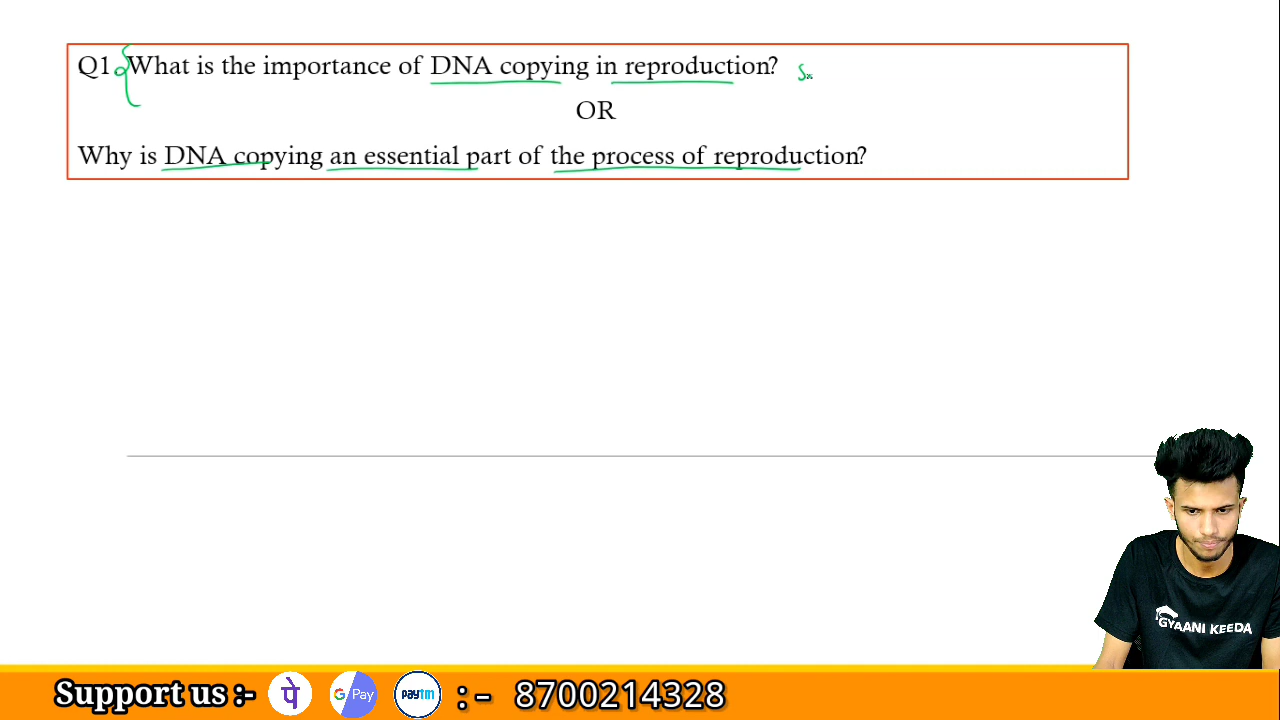 Q1. What is the importance of DNA copying in reproduction? S
OR
Why is DNA copying an essential part of the process of reproduction?
GYAANI KEEDA
Support us :- पे G Pay paytm : - 8700214328